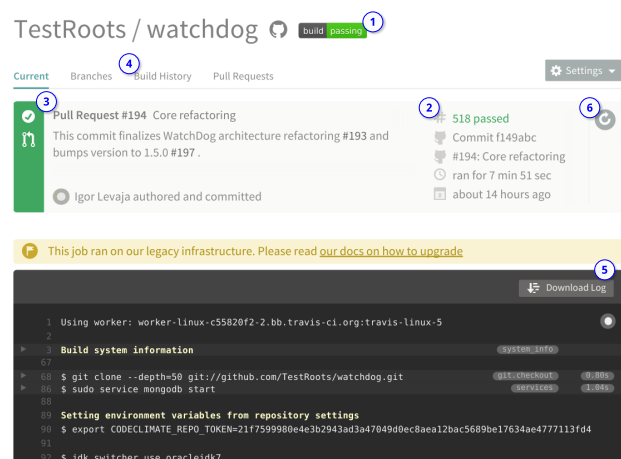 TestRoots / watchdog build passing 1
4
Current Branches Build History Pull Requests Settings
3
Pull Request #194 Core refactoring
This commit finalizes WatchDog architecture refactoring #193 and
bumps version to 1.5.0 #197 .
Igor Levaja authored and committed
2
518 passed
Commit f149abc
#194: Core refactoring
ran for 7 min 51 sec
about 14 hours ago
6
This job ran on our legacy infrastructure. Please read our docs on how to upgrade
5
Download Log
1 Using worker: worker-linux-c55820f2-2.bb.travis-ci.org:travis-linux-5
2
3 Build system information system_info
67
68 $ git clone --depth=50 git://github.com/TestRoots/watchdog.git git.checkout 0.80s
86 $ sudo service mongodb start services 1.04s
88
89 Setting environment variables from repository settings
90 $ export CODECLIMATE_REPO_TOKEN=21f7599980e4e3b2943ad3a47049d0ec8aea12bac5689be17634ae4777113fd4
91
92 $ jdk_switcher use oraclejdk7